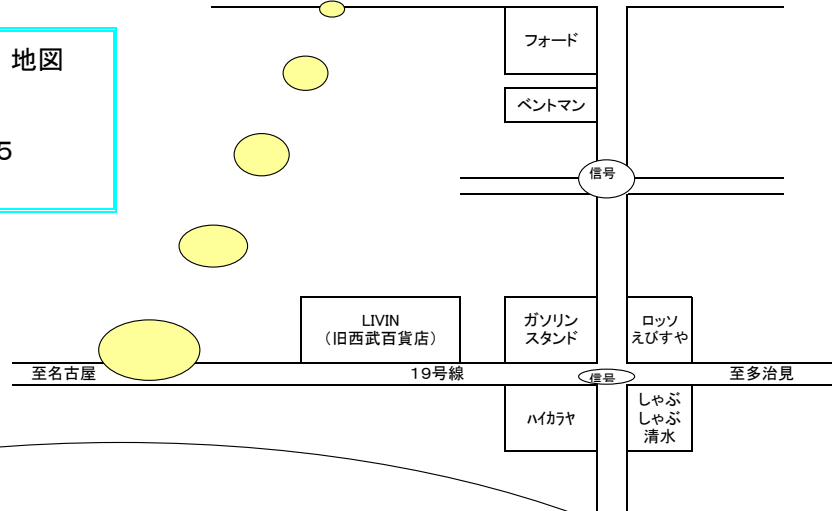 地図
5
フォード
ベントマン
信号
LIVIN
（旧西武百貨店）
ガソリン
スタンド
ロッソ
えびすや
至名古屋
19号線
信号
至多治見
ハイカラヤ
しゃぶ
しゃぶ
清水